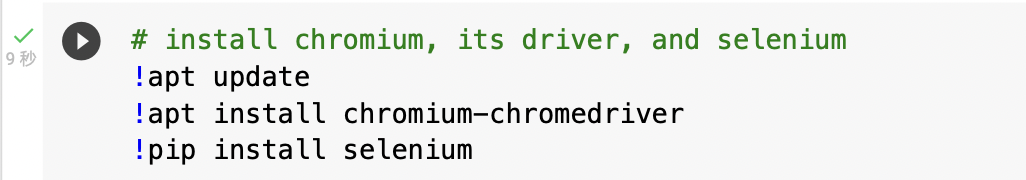 # install chromium, its driver, and selenium
!apt update
9 秒
!apt install chromium-chromedriver
!pip install selenium